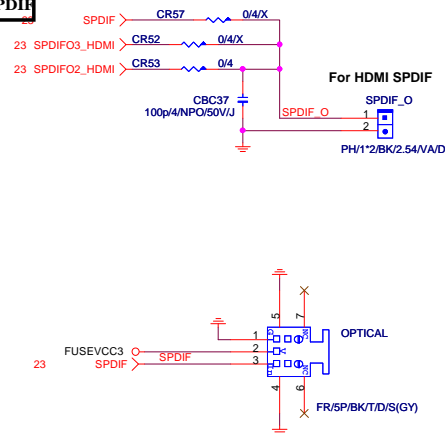 PDIF
23 SPDIF CR57 0/4/X
23 SPDIFO3_HDMI CR52 0/4/X
23 SPDIFO2_HDMI CR53 0/4
For HDMI SPDIF
CBC37
100p/4/NPO/50V/J
SPDIF_O
SPDIF_O
1
2
PH/1*2/BK/2.54/VA/D
5
7
OPTICAL
1
FUSEVCC3 2
23 SPDIF SPDIF 3
4
6
FR/5P/BK/T/D/S(GY)